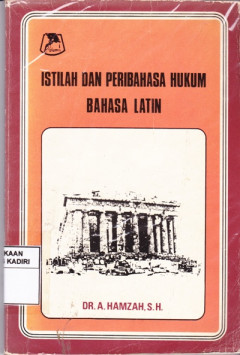 ISTILAH DAN PERIBAHASA HUKUM
BAHASA LATIN
KAAN
KADIRI
DR. A. HAMZAH, S.H.